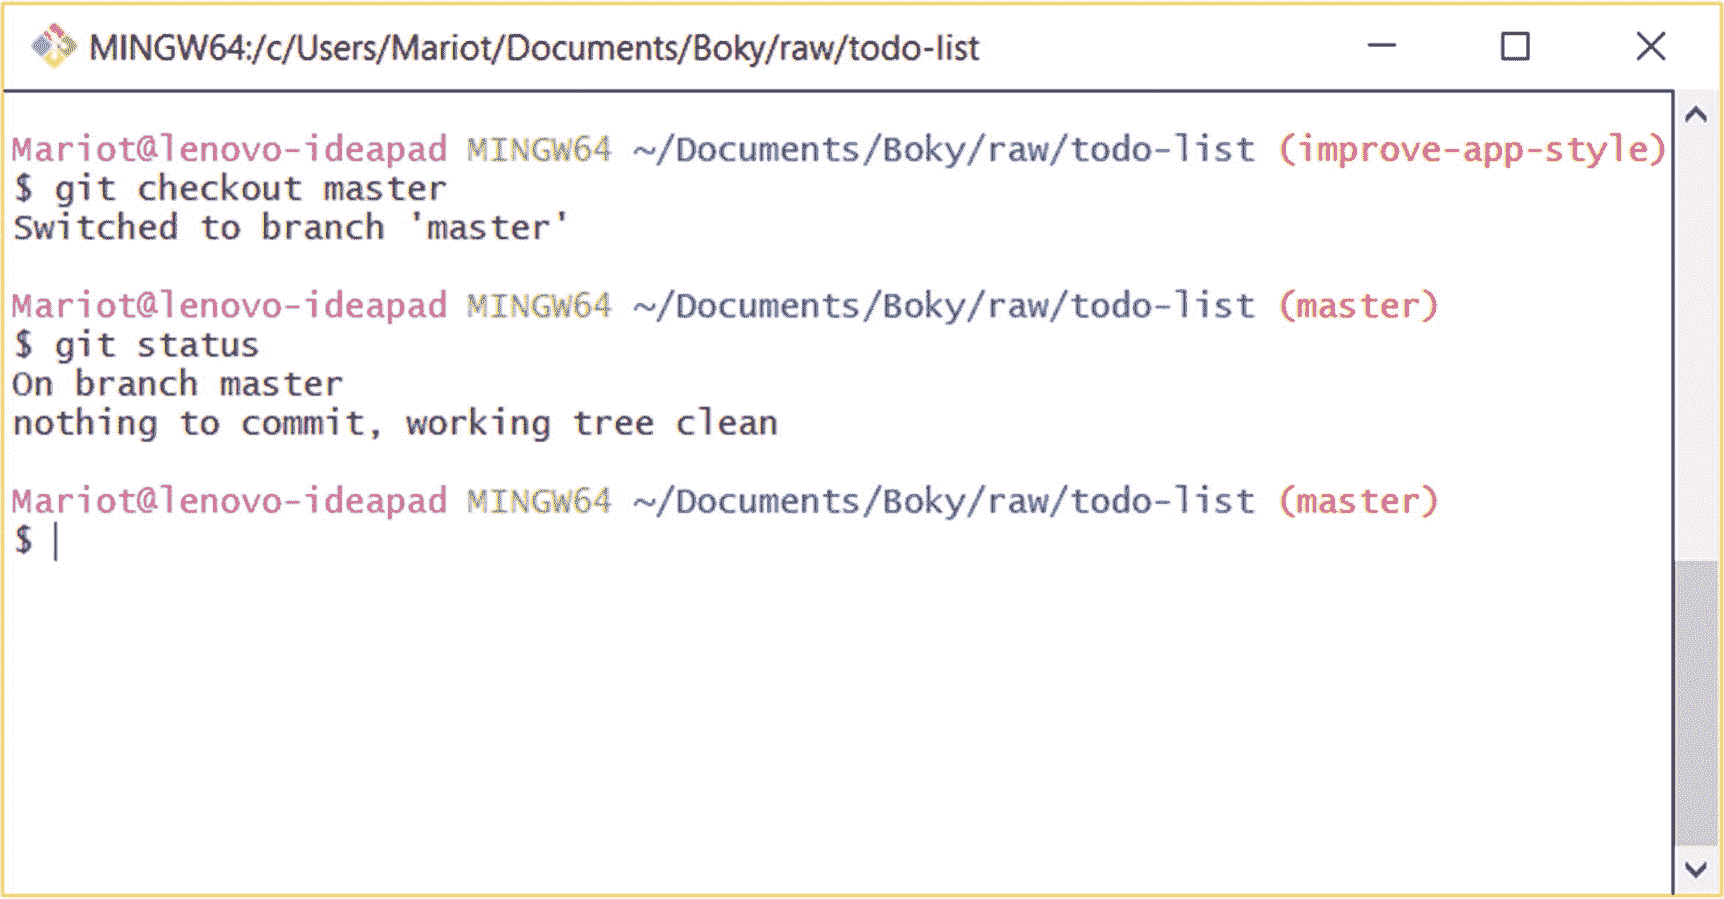 MINGW64:/c/Users/Mariot/Documents/Boky/raw/todo-list
Mariot@lenovo-ideapad MINGW64 ~/Documents/Boky/raw/todo-list (improve-app-style)
$ git checkout master
Switched to branch 'master'
Mariot@lenovo-ideapad MINGW64 ~/Documents/Boky/raw/todo-list (master)
$ git status
On branch master
nothing to commit, working tree clean
Mariot@lenovo-ideapad MINGW64 ~/Documents/Boky/raw/todo-list (master)
$